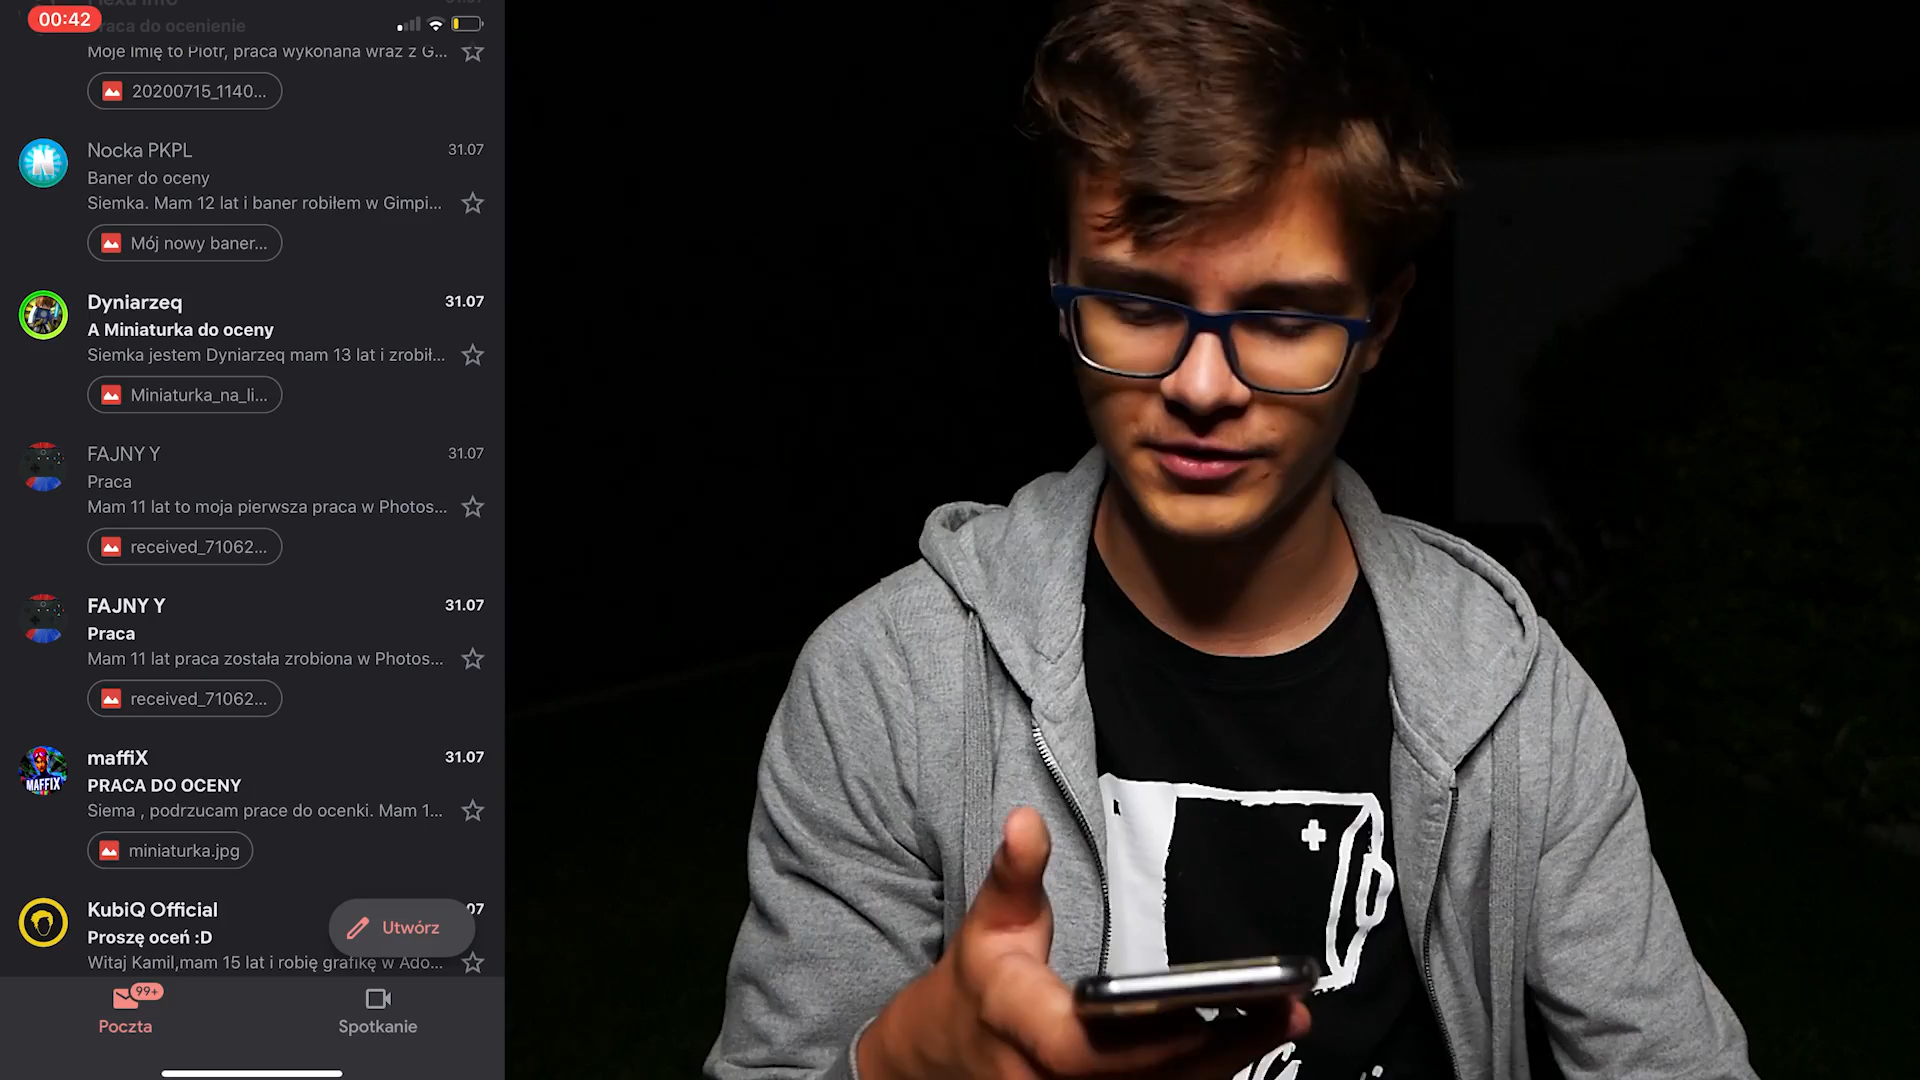 00:42
Praca do ocenienie
Moje Imię to Piotr, praca wykonana wraz z G...
20200715_1140...
Nocka PKPL
31.07
Baner do oceny
Siemka. Mam 12 lat i baner robiłem w Gimpi...
Mój nowy baner...
Dyniarzeq
31.07
A Miniaturka do oceny
Siemka jestem Dyniarzeq mam 13 lat i zrobił...
Miniaturka_na_li...
FAJNY Y
31.07
Praca
Mam 11 lat to moja pierwsza praca w Photos...
received_71062...
FAJNY Y
31.07
Praca
Mam 11 lat praca została zrobiona w Photos...
received_71062...
maffiX
31.07
PRACA DO OCENY
Siema , podrzucam prace do ocenki. Mam 1...
miniaturka.jpg
MAFFIX
KubiQ Official
07
Proszę oceń :D
Utwórz
Witaj Kamil,mam 15 lat i robię grafikę w Ado...
99+
Poczta
Spotkanie